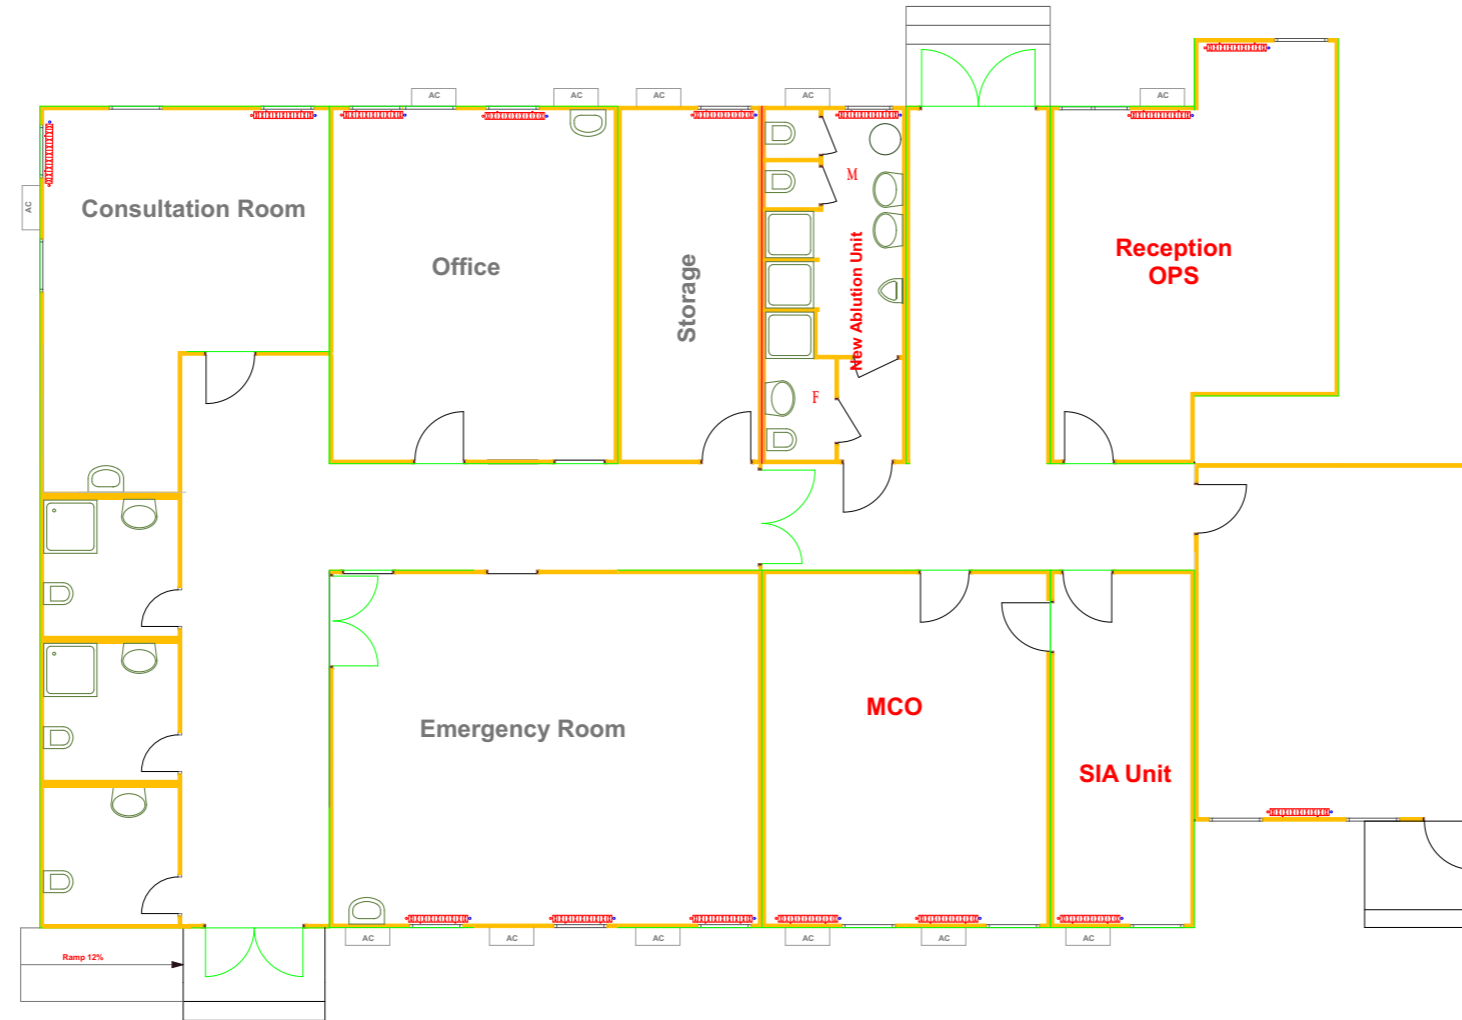 AC
AC
AC
AC
AC
AC
Consultation Room
Office
Storage
M
New Ablution Unit
F
Reception
OPS
Emergency Room
MCO
SIA Unit
AC
AC
AC
AC
AC
AC
Ramp 12%